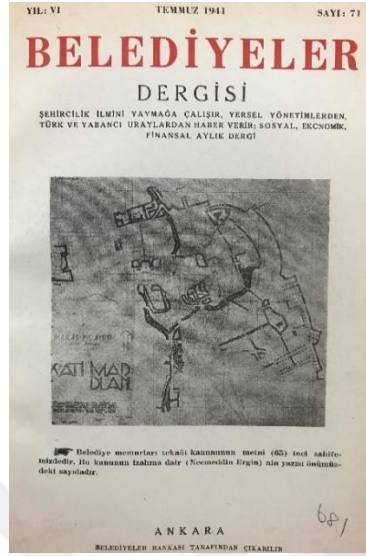 YIL: VI TEMMUZ 1941 SAYI: 71
BELEDİYELER
DERGİSİ
ŞEHİRCİLİK İLMİNİ YAYMAĞA ÇALIŞIR, YERSEL YÖNETİMLERDEN,
TÜRK VE YABANCI URAYLARDAN HABER VERİR; SOSYAL, EKONOMİK,
FİNANSAL AYLIK DERGİ
KATİ
PLAN
Belediye memurları tekaüt kanununun metni (65) inci sahife-
mizdedir. Bu kanunun izahına dair (Necmeddin Ergin) nin yazısı önümüz-
deki sayıdadır.
681
ANKARA
BELEDİYELER BANKASI TARAFINDAN ÇIKARILIR